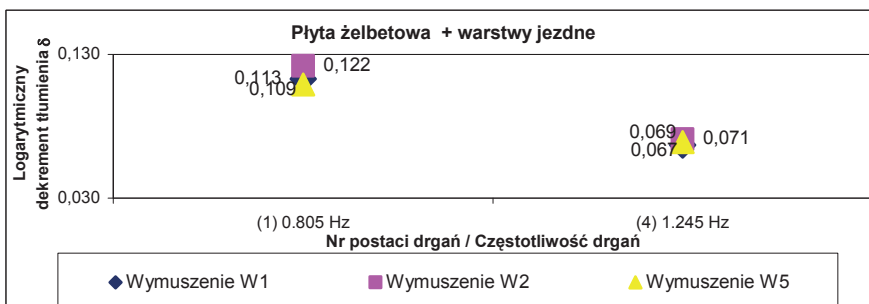 Płyta żelbetowa + warstwy jezdne
Logarytmiczny
dekrement tłumienia δ
0,130
0,030
0,113
0,122
0,109
0,069
0,071
0,067
(1) 0.805 Hz
(4) 1.245 Hz
Nr postaci drgań / Częstotliwość drgań
Wymuszenie W1
Wymuszenie W2
Wymuszenie W5